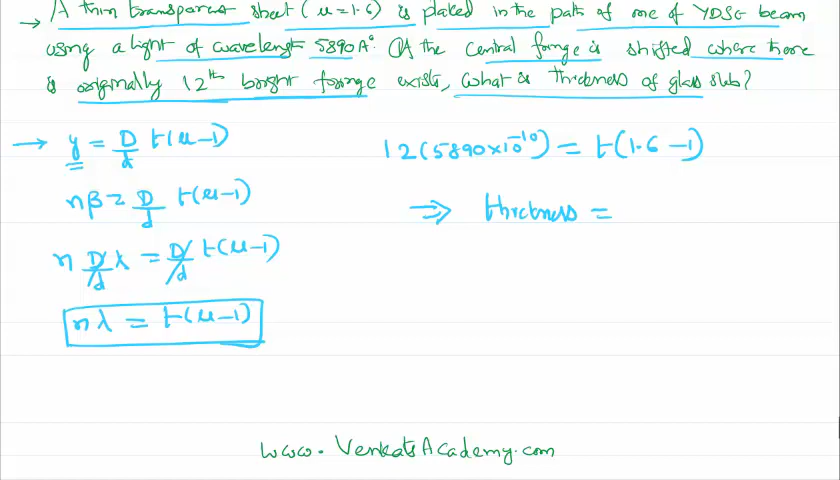 → A thin transparent sheet (μ=1.6) is placed in the path of one of YDSE beam
using a light of wavelength 5890A°. If the central fringe is shifted where there
is originally 12th bright fringe exists, what is thickness of glass slab?
→ y = D/d t(μ-1)
nβ = D/d t(μ-1)
n D/d λ = D/d t(μ-1)
nλ = t(μ-1)
12(5890×10^-10) = t(1.6-1)
⇒ thickness =
www.VenkatsAcademy.com